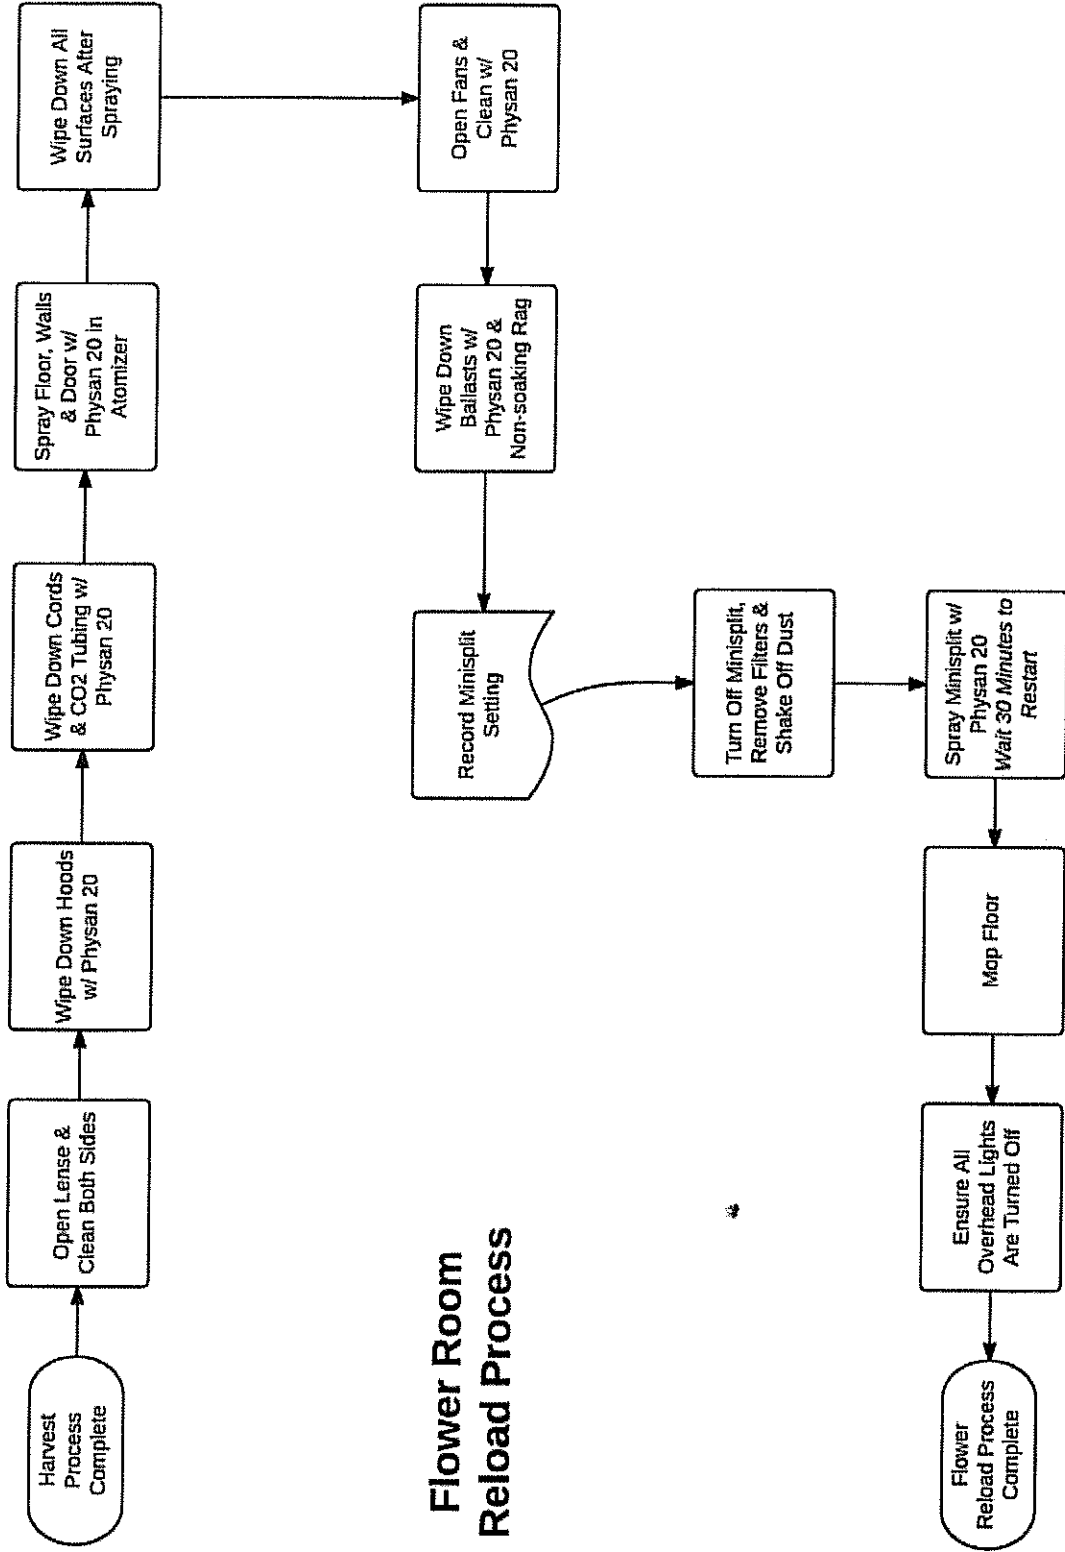 Harvest
Process
Complete
Open Lense &
Clean Both Sides
Wipe Down Hoods
w/ Physan 20
Wipe Down Cords
& CO2 Tubing w/
Physan 20
Spray Floor, Walls
& Door w/
Physan 20 in
Atomizer
Wipe Down All
Surfaces After
Spraying
Open Fans &
Clean w/
Physan 20
Wipe Down
Ballasts w/
Physan 20 &
Non-soaking Rag
Record Minisplit
Setting
Turn Off Minisplit,
Remove Filters &
Shake Off Dust
Spray Minisplit w/
Physan 20
Wait 30 Minutes to
Restart
Mop Floor
Ensure All
Overhead Lights
Are Turned Off
Flower
Reload Process
Complete
Flower Room
Reload Process